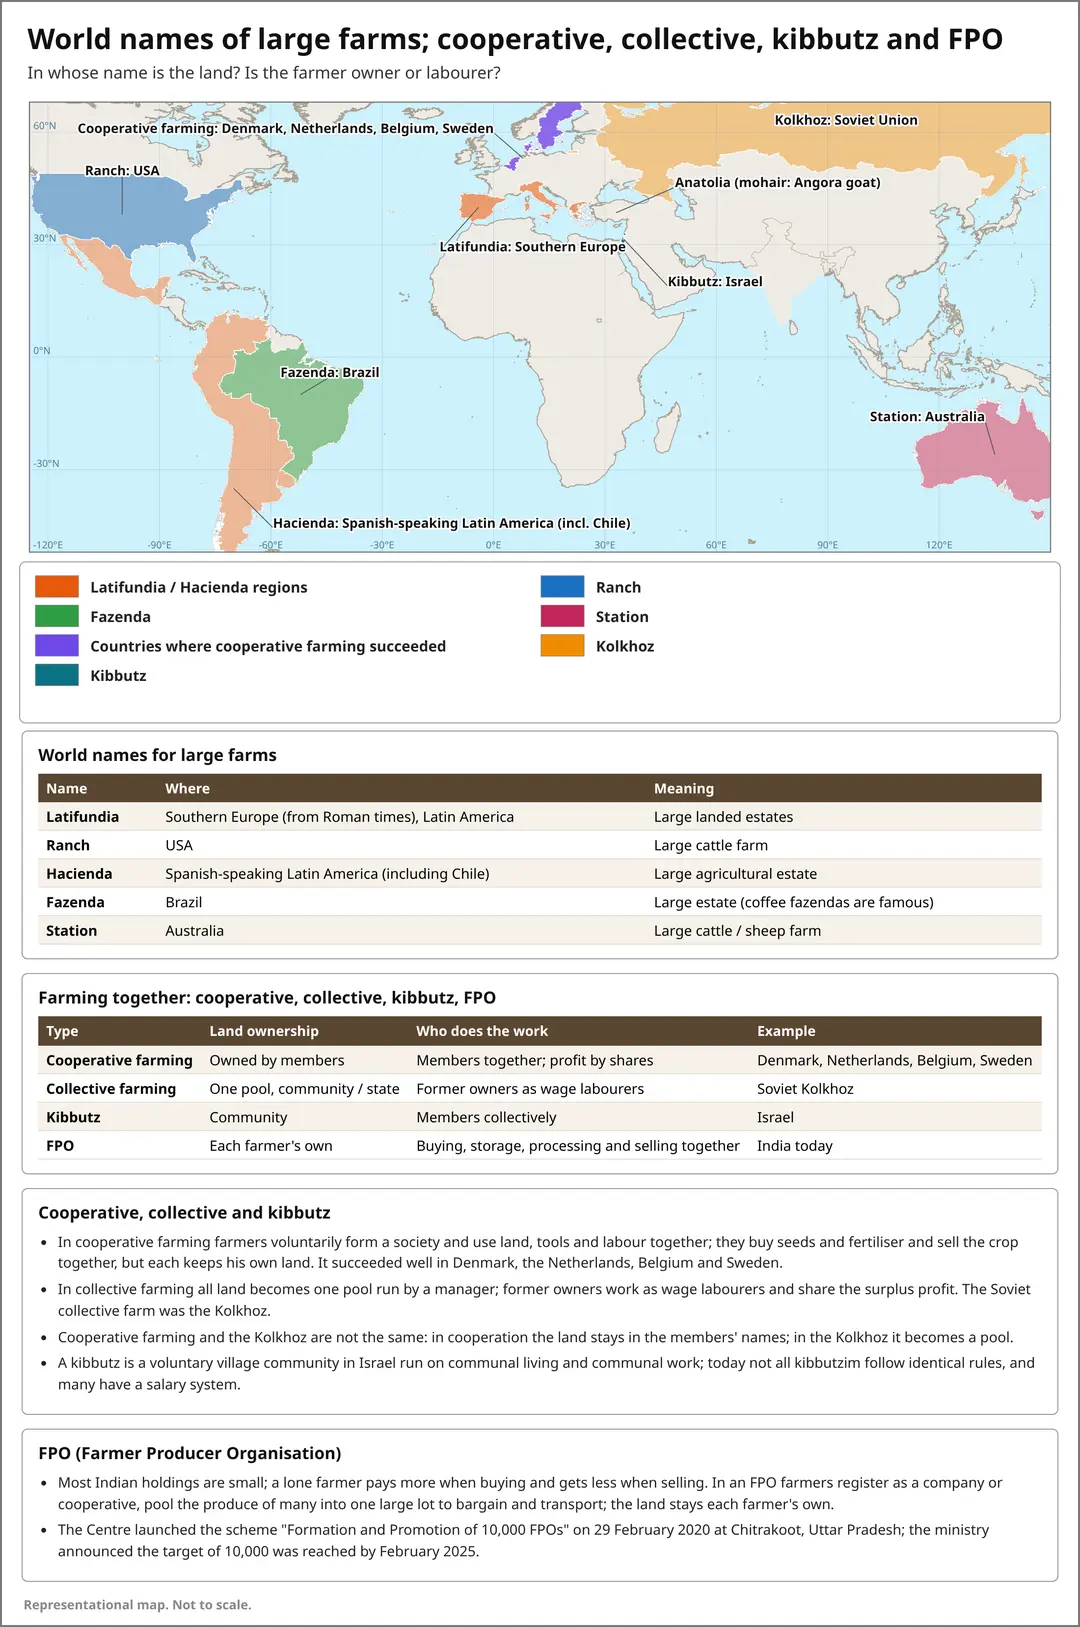 World names of large farms; cooperative, collective, kibbutz and FPO
In whose name is the land? Is the farmer owner or labourer?
60°N
Cooperative farming: Denmark, Netherlands, Belgium, Sweden
Kolkhoz: Soviet Union
Ranch: USA
Anatolia (mohair: Angora goat)
30°N
Latifundia: Southern Europe
Kibbutz: Israel
0°N
Fazenda: Brazil
Station: Australia
-30°N
Hacienda: Spanish-speaking Latin America (incl. Chile)
-120°E -90°E -60°E -30°E 0°E 30°E 60°E 90°E 120°E
Latifundia / Hacienda regions
Ranch
Fazenda
Station
Countries where cooperative farming succeeded
Kolkhoz
Kibbutz
World names for large farms
Name Where Meaning
Latifundia Southern Europe (from Roman times), Latin America Large landed estates
Ranch USA Large cattle farm
Hacienda Spanish-speaking Latin America (including Chile) Large agricultural estate
Fazenda Brazil Large estate (coffee fazendas are famous)
Station Australia Large cattle / sheep farm
Farming together: cooperative, collective, kibbutz, FPO
Type Land ownership Who does the work Example
Cooperative farming Owned by members Members together; profit by shares Denmark, Netherlands, Belgium, Sweden
Collective farming One pool, community / state Former owners as wage labourers Soviet Kolkhoz
Kibbutz Community Members collectively Israel
FPO Each farmer's own Buying, storage, processing and selling together India today
Cooperative, collective and kibbutz
• In cooperative farming farmers voluntarily form a society and use land, tools and labour together; they buy seeds and fertiliser and sell the crop
together, but each keeps his own land. It succeeded well in Denmark, the Netherlands, Belgium and Sweden.
• In collective farming all land becomes one pool run by a manager; former owners work as wage labourers and share the surplus profit. The Soviet
collective farm was the Kolkhoz.
• Cooperative farming and the Kolkhoz are not the same: in cooperation the land stays in the members' names; in the Kolkhoz it becomes a pool.
• A kibbutz is a voluntary village community in Israel run on communal living and communal work; today not all kibbutzim follow identical rules, and
many have a salary system.
FPO (Farmer Producer Organisation)
• Most Indian holdings are small; a lone farmer pays more when buying and gets less when selling. In an FPO farmers register as a company or
cooperative, pool the produce of many into one large lot to bargain and transport; the land stays each farmer's own.
• The Centre launched the scheme "Formation and Promotion of 10,000 FPOs" on 29 February 2020 at Chitrakoot, Uttar Pradesh; the ministry
announced the target of 10,000 was reached by February 2025.
Representational map. Not to scale.